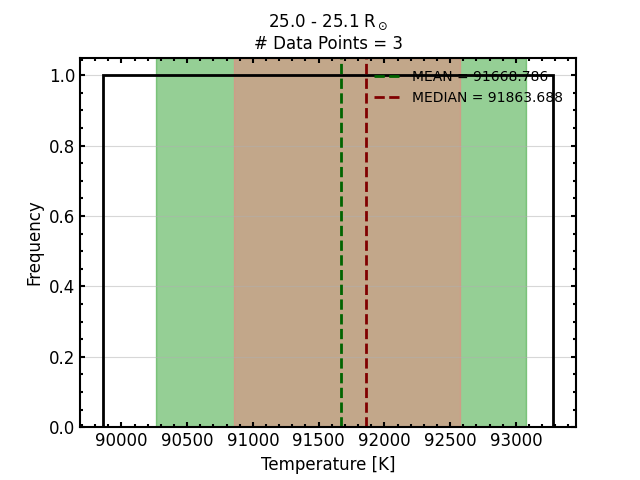 25.0 - 25.1 R⊙
# Data Points = 3
MEAN = 91668.786
MEDIAN = 91863.688
1.0
0.8
0.6
0.4
0.2
0.0
Frequency
90000 90500 91000 91500 92000 92500 93000
Temperature [K]